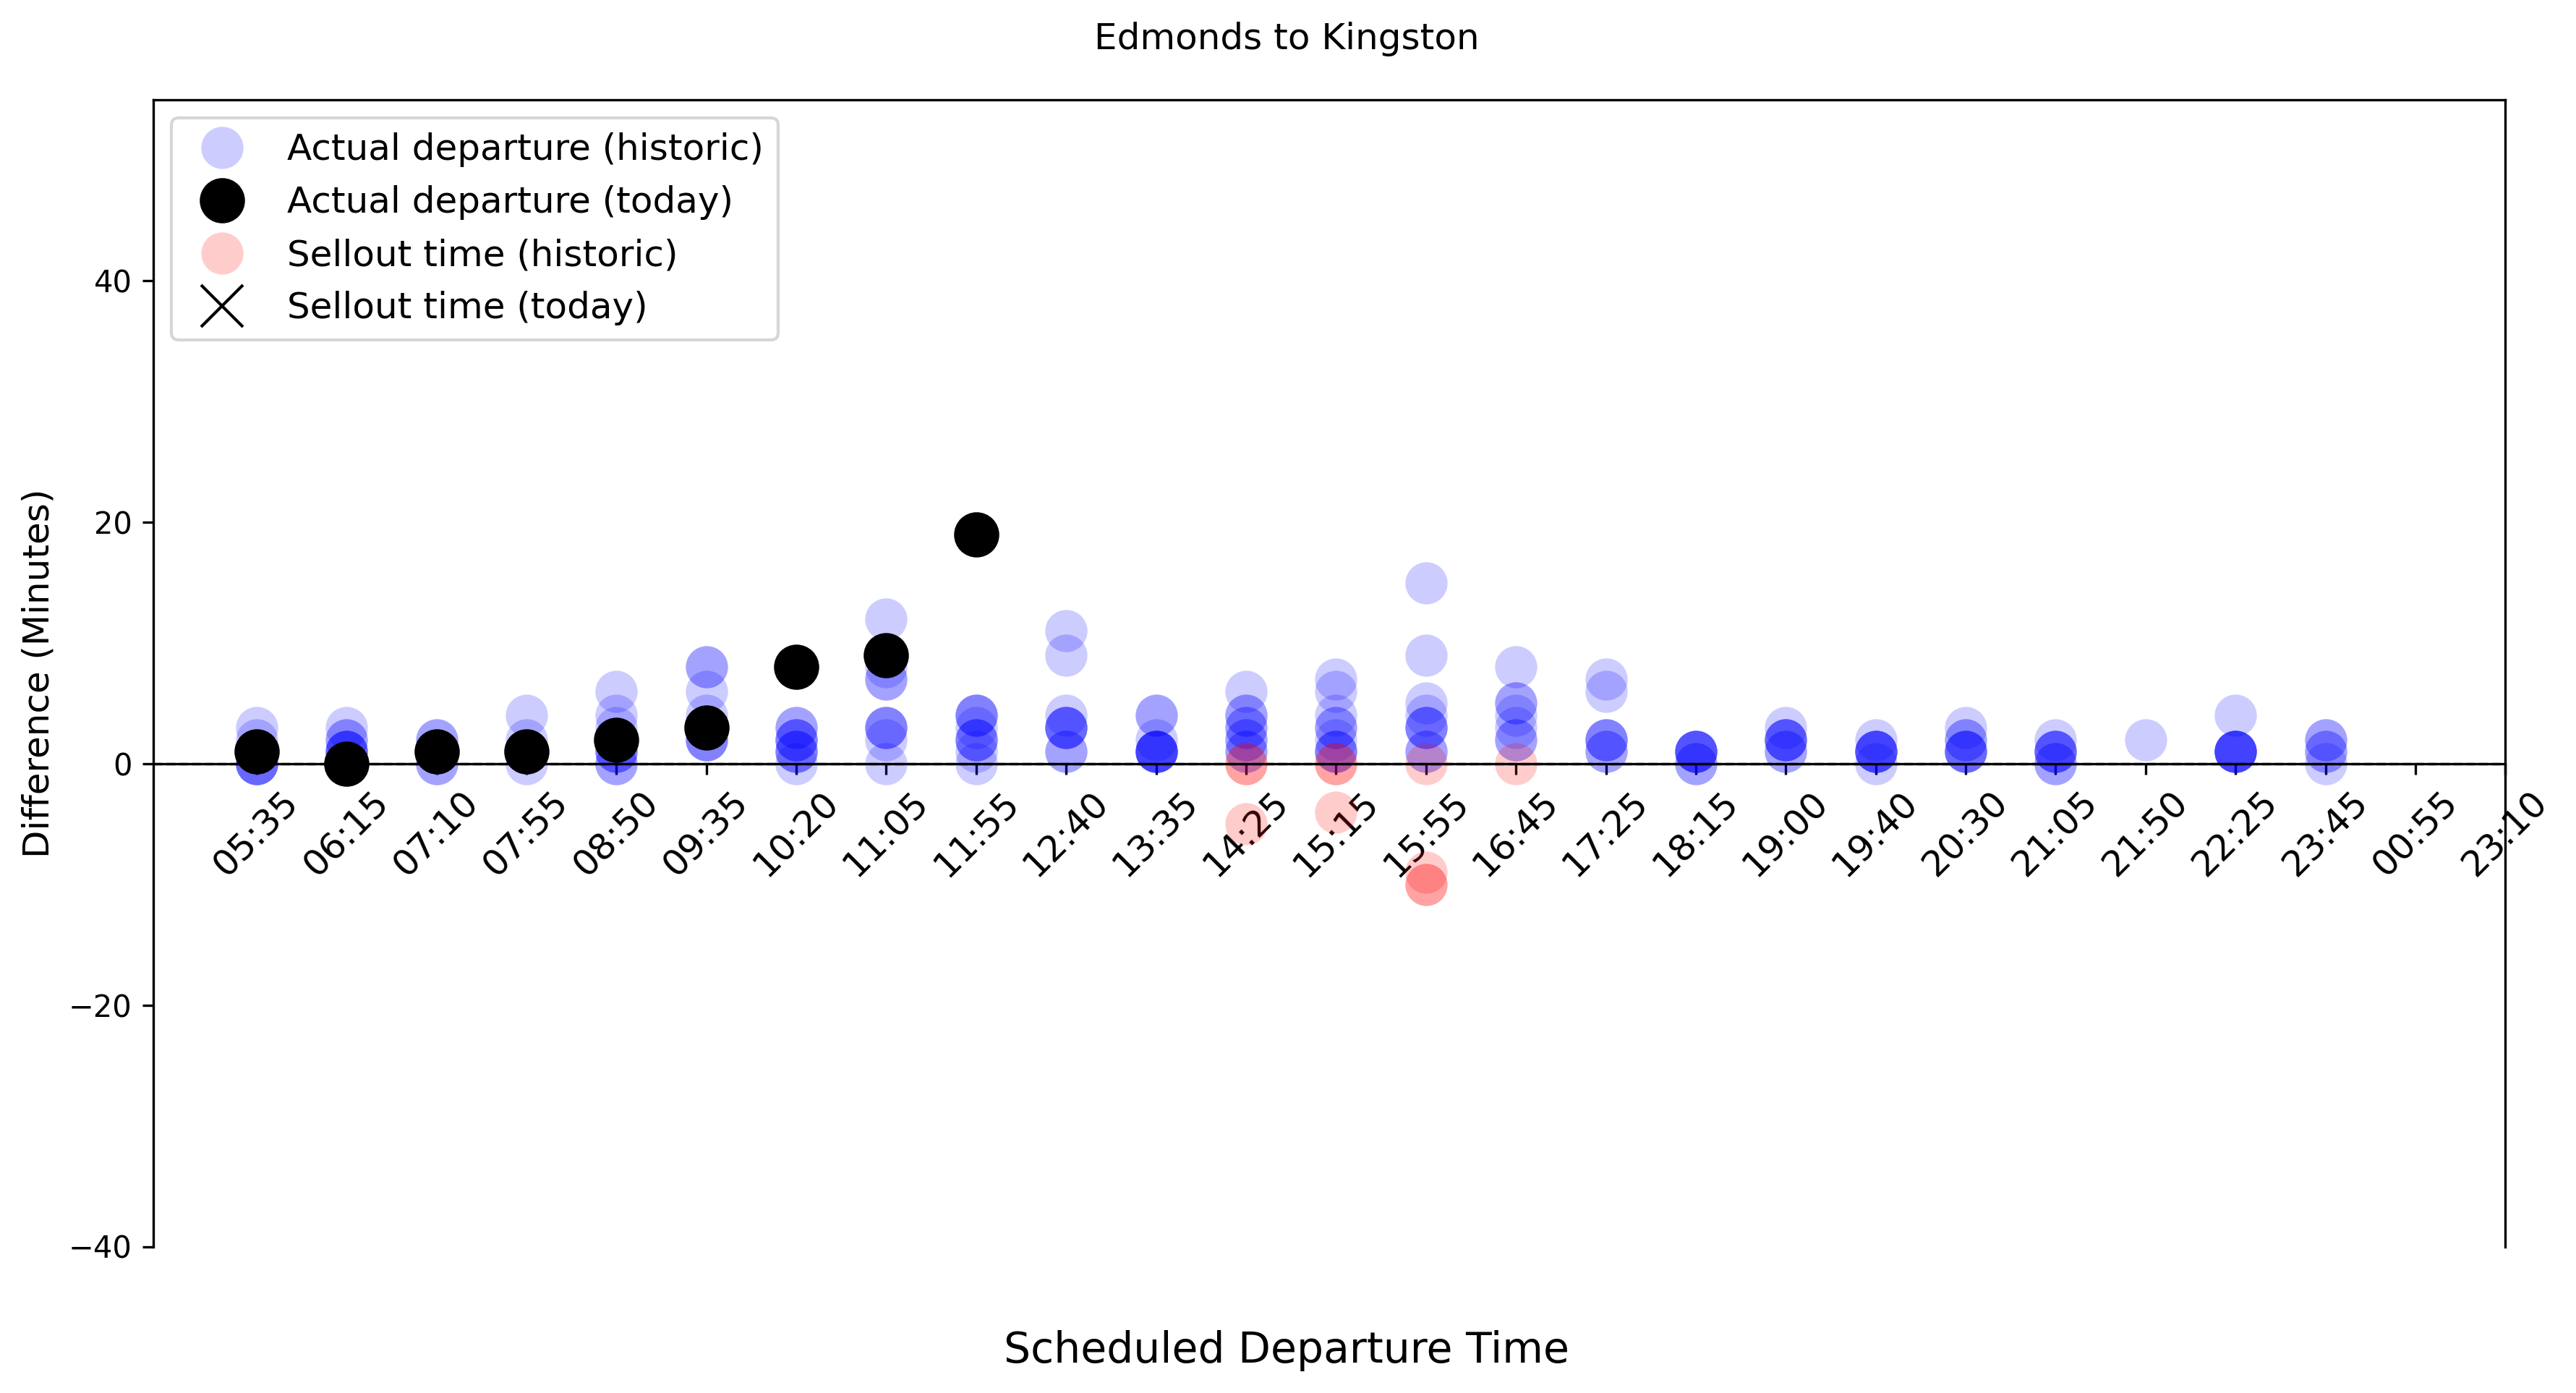 Edmonds to Kingston
Actual departure (historic)
Actual departure (today)
Sellout time (historic)
Sellout time (today)
Difference (Minutes)
40
20
0
−20
−40
05:35 06:15 07:10 07:55 08:50 09:35 10:20 11:05 11:55 12:40 13:35 14:25 15:15 15:55 16:45 17:25 18:15 19:00 19:40 20:30 21:05 21:50 22:25 23:45 00:55 23:10
Scheduled Departure Time